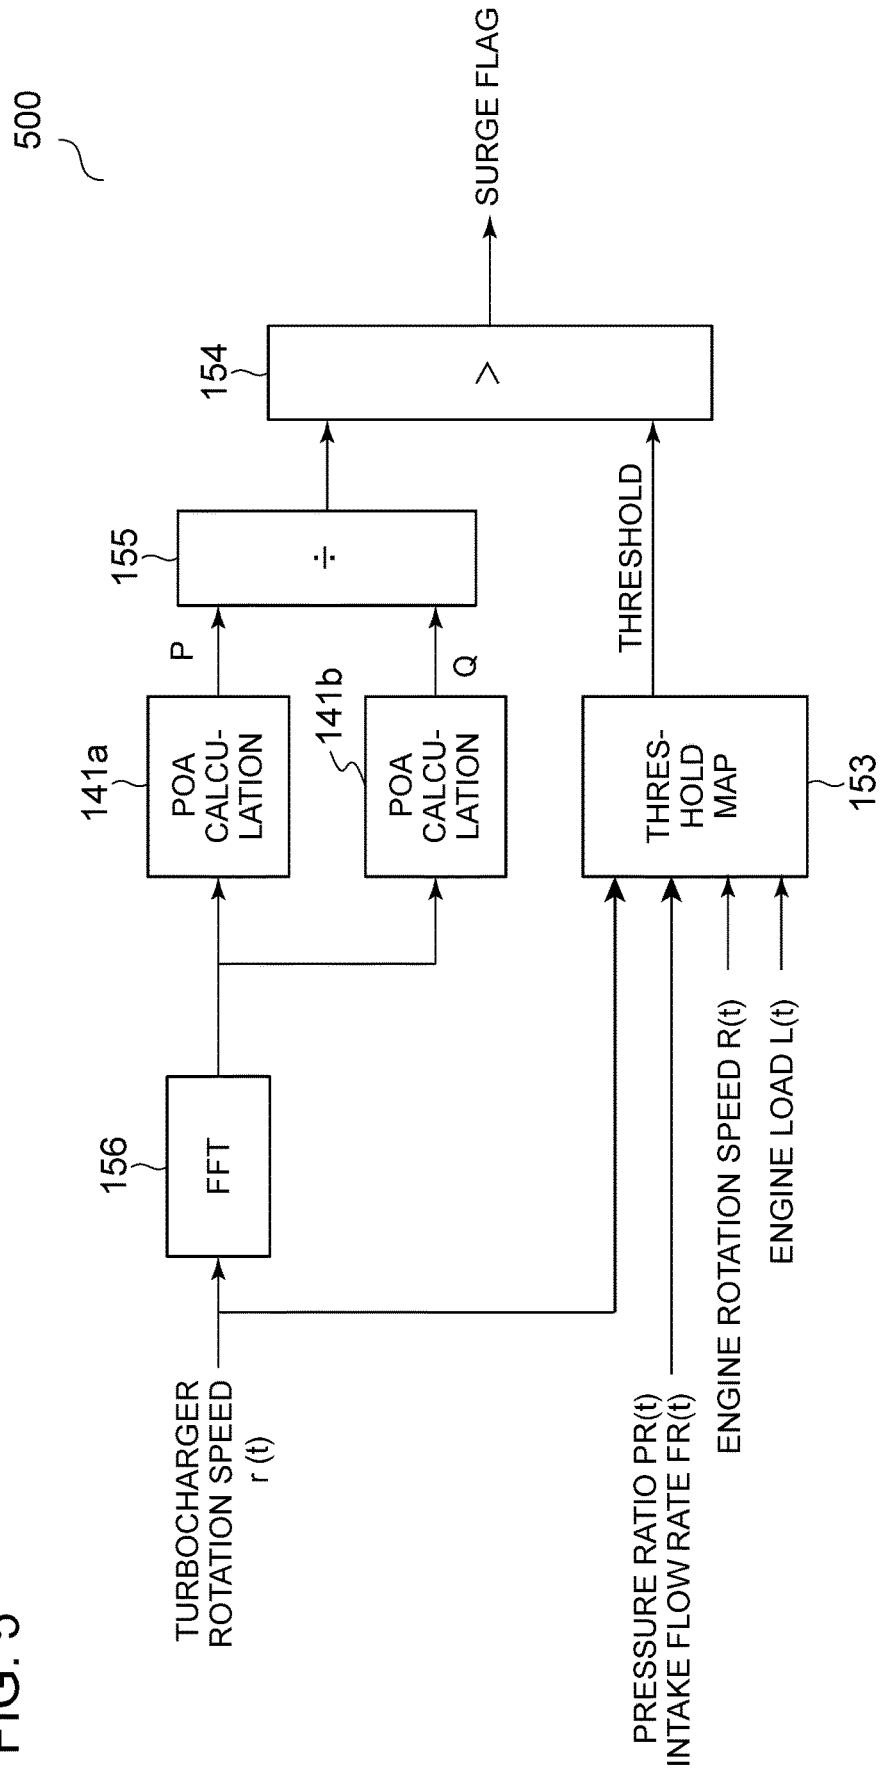 FIG. 5
500
TURBOCHARGER
ROTATION SPEED
r (t)
156
FFT
141a
POA
CALCU-
LATION
P
141b
POA
CALCU-
LATION
Q
155
÷
154
>
SURGE FLAG
PRESSURE RATIO PR(t)
INTAKE FLOW RATE FR(t)
ENGINE ROTATION SPEED R(t)
ENGINE LOAD L(t)
THRES-
HOLD
MAP
153
THRESHOLD